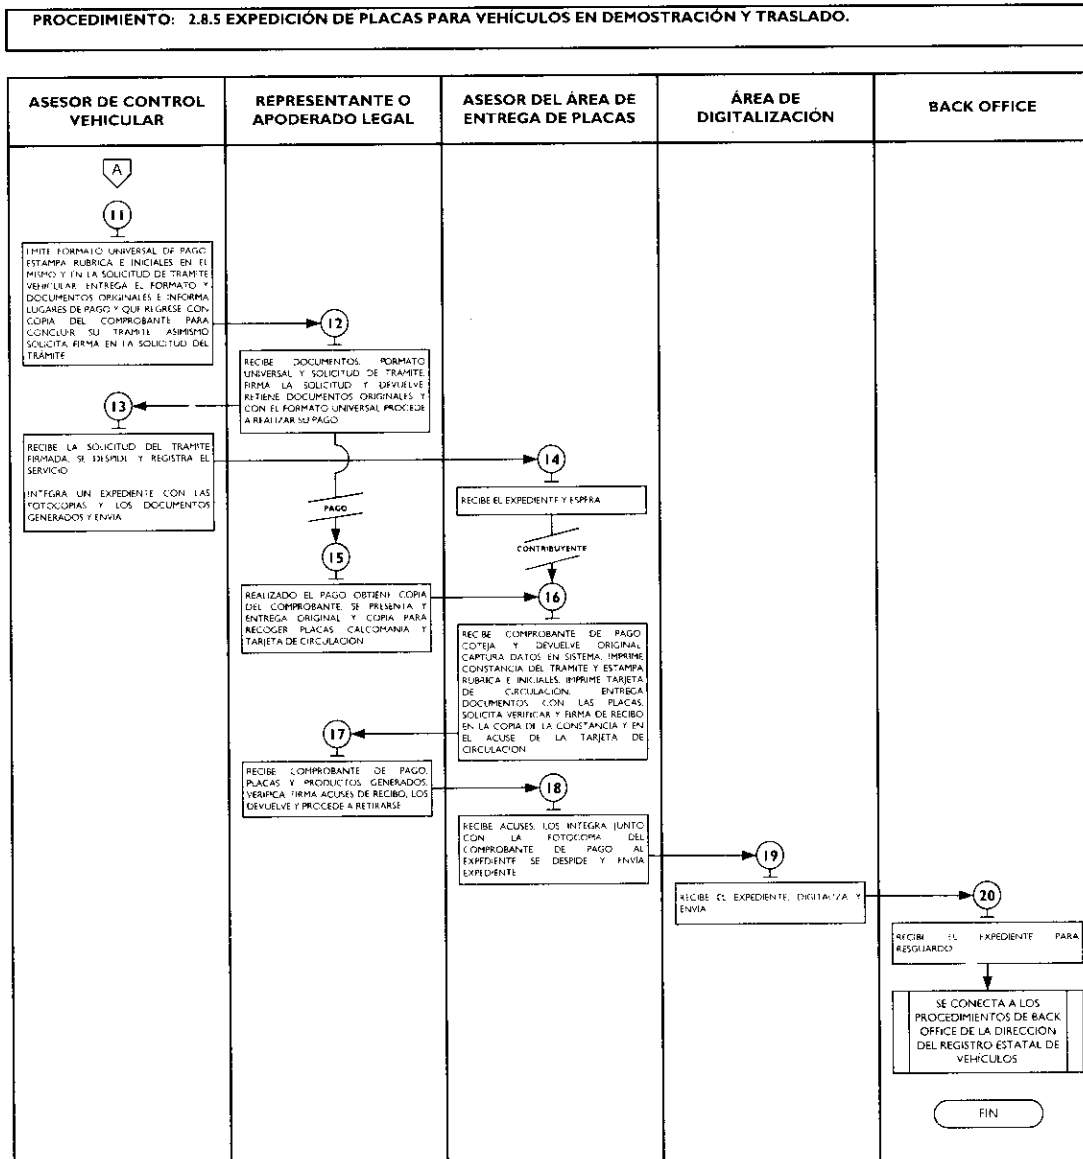 PROCEDIMIENTO: 2.8.5 EXPEDICIÓN DE PLACAS PARA VEHÍCULOS EN DEMOSTRACIÓN Y TRASLADO.
ASESOR DE CONTROL
VEHICULAR
REPRESENTANTE O
APODERADO LEGAL
ASESOR DEL ÁREA DE
ENTREGA DE PLACAS
ÁREA DE
DIGITALIZACIÓN
BACK OFFICE
A
11
EMITE FORMATO UNIVERSAL DE PAGO
ESTAMPA RUBRICA E INICIALES EN EL
MISMO Y EN LA SOLICITUD DE TRAMITE
VEHICULAR. ENTREGA EL FORMATO Y
DOCUMENTOS ORIGINALES E INFORMA
LUGARES DE PAGO Y QUE REGRESE CON
COPIA DEL COMPROBANTE PARA
CONCLUIR SU TRAMITE ASIMISMO
SOLICITA FIRMA EN LA SOLICITUD DEL
TRÁMITE
12
RECIBE DOCUMENTOS, FORMATO
UNIVERSAL Y SOLICITUD DE TRAMITE
FIRMA LA SOLICITUD Y DEVUELVE
RETIENE DOCUMENTOS ORIGINALES Y
CON EL FORMATO UNIVERSAL PROCEDE
A REALIZAR SU PAGO
13
RECIBE LA SOLICITUD DEL TRAMITE
FIRMADA, SE DESPIDE Y REGISTRA EL
SERVICIO
INTEGRA UN EXPEDIENTE CON LAS
FOTOCOPIAS Y LOS DOCUMENTOS
GENERADOS Y ENVIA
14
RECIBE EL EXPEDIENTE Y ESPERA
PAGO
CONTRIBUYENTE
15
REALIZADO EL PAGO OBTIENE COPIA
DEL COMPROBANTE, SE PRESENTA Y
ENTREGA ORIGINAL Y COPIA PARA
RECOGER PLACAS CALCOMANIA Y
TARJETA DE CIRCULACION
16
RECIBE COMPROBANTE DE PAGO
COTEJA Y DEVUELVE ORIGINAL
CAPTURA DATOS EN SISTEMA, IMPRIME
CONSTANCIA DEL TRAMITE Y ESTAMPA
RUBRICA E INICIALES, IMPRIME TARJETA
DE CIRCULACIÓN, ENTREGA
DOCUMENTOS CON LAS PLACAS,
SOLICITA VERIFICAR Y FIRMA DE RECIBO
EN LA COPIA DE LA CONSTANCIA Y EN
EL ACUSE DE LA TARJETA DE
CIRCULACION
17
RECIBE COMPROBANTE DE PAGO,
PLACAS Y PRODUCTOS GENERADOS,
VERIFICA, FIRMA ACUSES DE RECIBO, LOS
DEVUELVE Y PROCEDE A RETIRARSE
18
RECIBE ACUSES, LOS INTEGRA JUNTO
CON LA FOTOCOPIA DEL
COMPROBANTE DE PAGO AL
EXPEDIENTE SE DESPIDE Y ENVÍA
EXPEDIENTE
19
RECIBE EL EXPEDIENTE, DIGITALIZA Y
ENVIA
20
RECIBE EL EXPEDIENTE PARA
RESGUARDO
SE CONECTA A LOS
PROCEDIMIENTOS DE BACK
OFFICE DE LA DIRECCION
DEL REGISTRO ESTATAL DE
VEHÍCULOS
FIN